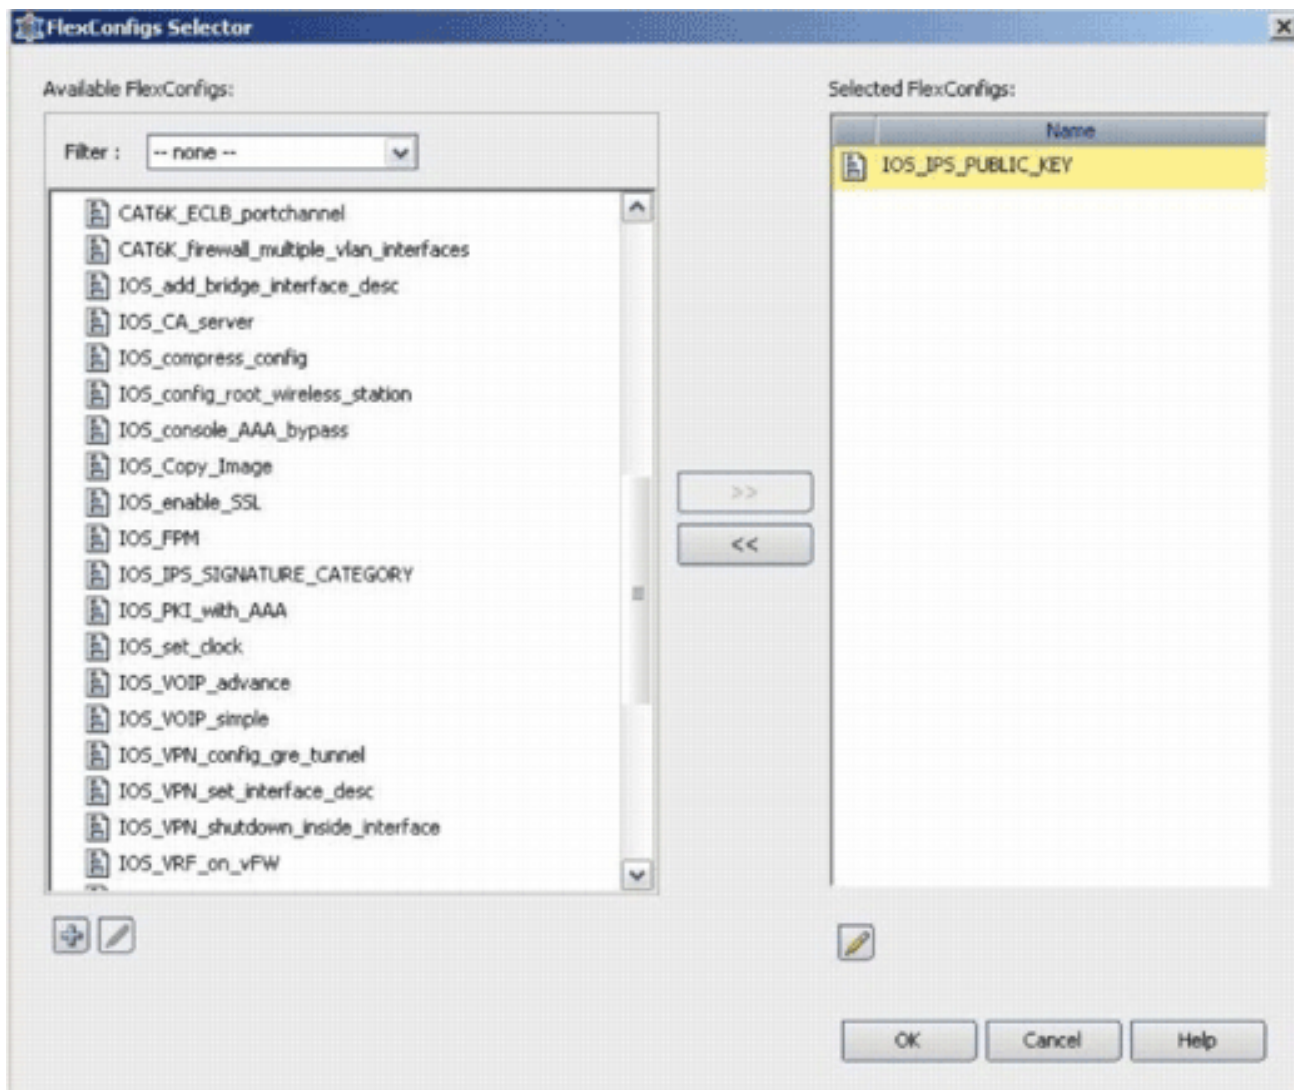 FlexConfigs Selector
Available FlexConfigs:
Filter : -- none --
CAT6K_ECLB_portchannel
CAT6K_firewall_multiple_vlan_interfaces
IOS_add_bridge_interface_desc
IOS_CA_server
IOS_compress_config
IOS_config_root_wireless_station
IOS_console_AAA_bypass
IOS_Copy_Image
IOS_enable_SSL
IOS_FPM
IOS_IPS_SIGNATURE_CATEGORY
IOS_PKI_with_AAA
IOS_set_clock
IOS_VOIP_advance
IOS_VOIP_simple
IOS_VPN_config_gre_tunnel
IOS_VPN_set_interface_desc
IOS_VPN_shutdown_inside_interface
IOS_VRF_on_vFW
>>
<<
Selected FlexConfigs:
Name
IOS_IPS_PUBLIC_KEY
OK
Cancel
Help